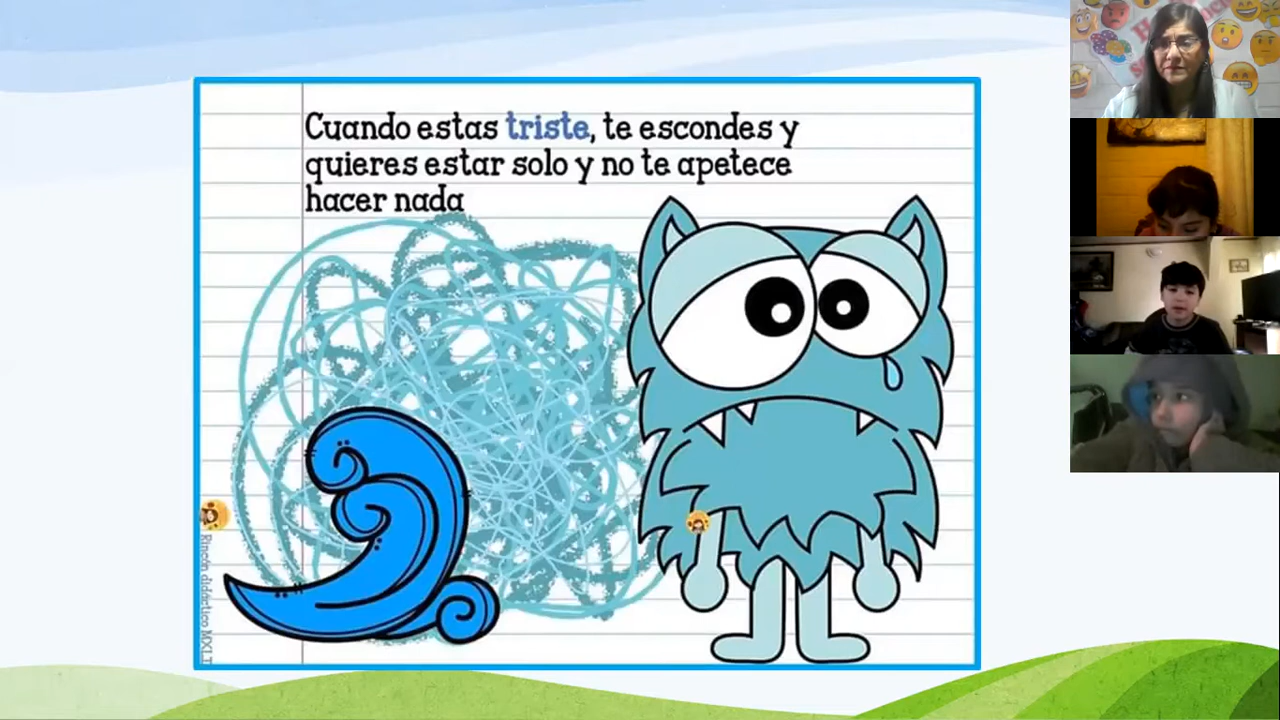 Cuando estas triste, te escondes y
quieres estar solo y no te apetece
hacer nada
Rincón didáctico MXLT